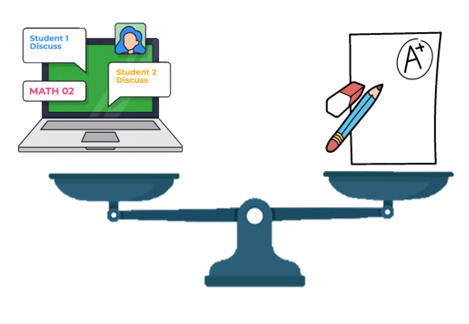 Student 1
Discuss
Student 2
Discuss
MATH 02
A+